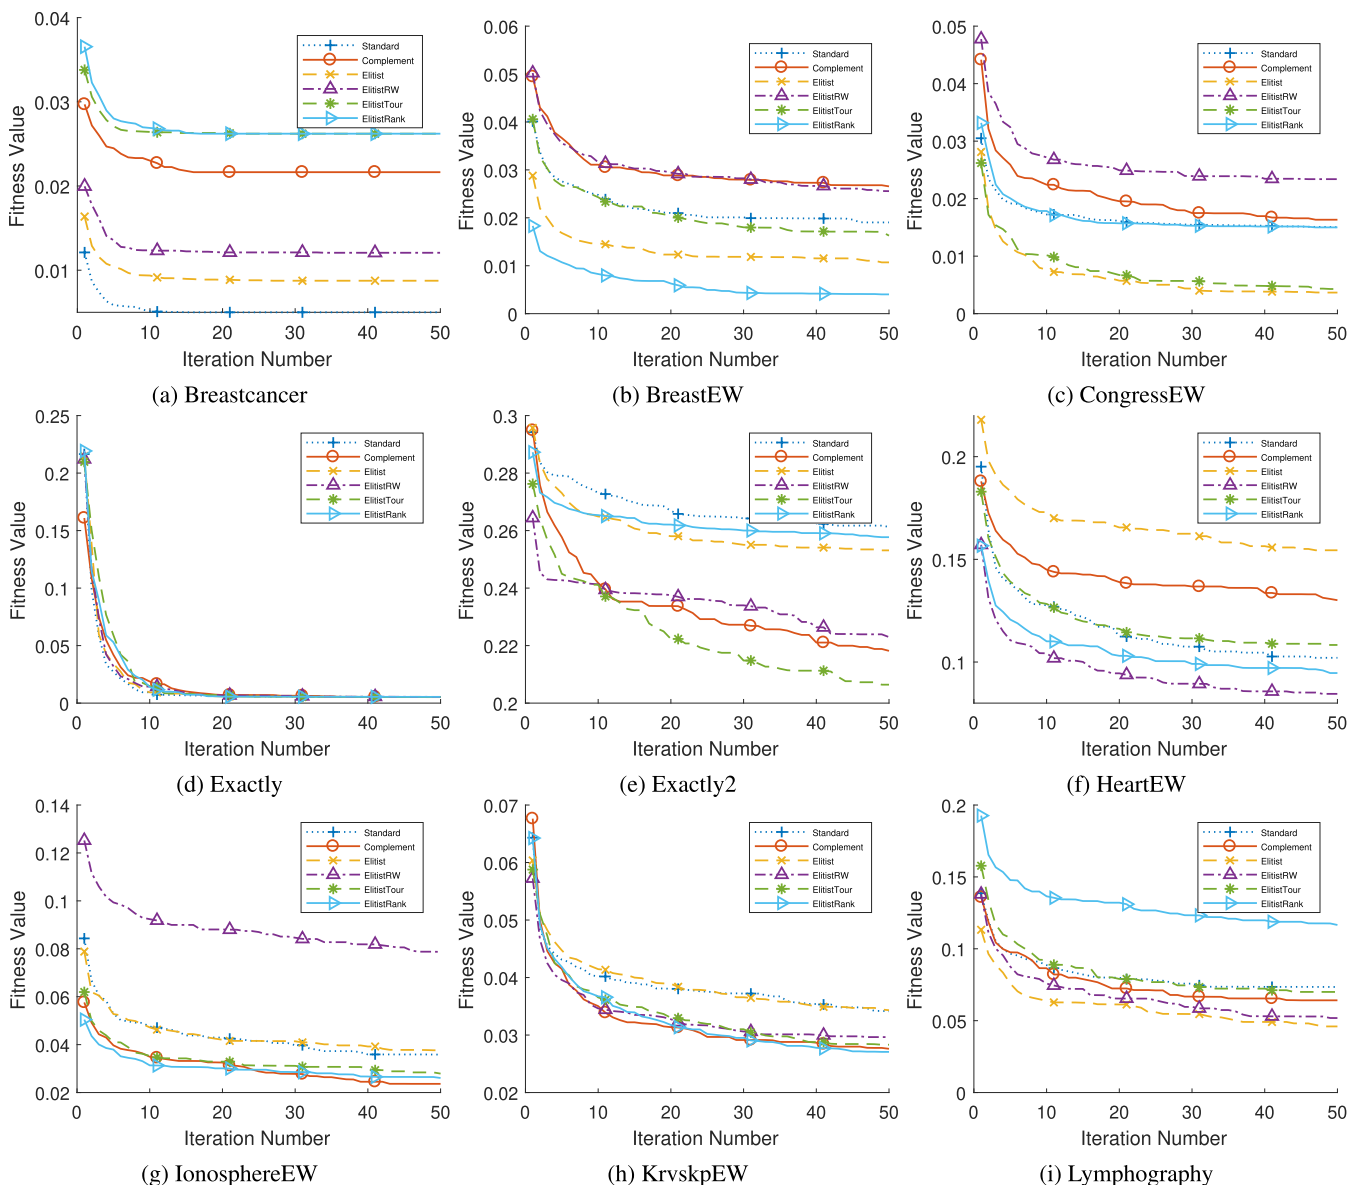 0.04
0.03
0.02
0.01
Fitness Value
Standard
Complement
Elitist
ElitistRW
ElitistTour
ElitistRank
0 10 20 30 40 50
Iteration Number
(a) Breastcancer
0.06
0.05
0.04
0.03
0.02
0.01
0
Fitness Value
Standard
Complement
Elitist
ElitistRW
ElitistTour
ElitistRank
0 10 20 30 40 50
Iteration Number
(b) BreastEW
0.05
0.04
0.03
0.02
0.01
0
Fitness Value
Standard
Complement
Elitist
ElitistRW
ElitistTour
ElitistRank
0 10 20 30 40 50
Iteration Number
(c) CongressEW
0.25
0.2
0.15
0.1
0.05
0
Fitness Value
Standard
Complement
Elitist
ElitistRW
ElitistTour
ElitistRank
0 10 20 30 40 50
Iteration Number
(d) Exactly
0.3
0.28
0.26
0.24
0.22
0.2
Fitness Value
Standard
Complement
Elitist
ElitistRW
ElitistTour
ElitistRank
0 10 20 30 40 50
Iteration Number
(e) Exactly2
0.2
0.15
0.1
Fitness Value
Standard
Complement
Elitist
ElitistRW
ElitistTour
ElitistRank
0 10 20 30 40 50
Iteration Number
(f) HeartEW
0.14
0.12
0.1
0.08
0.06
0.04
0.02
Fitness Value
Standard
Complement
Elitist
ElitistRW
ElitistTour
ElitistRank
0 10 20 30 40 50
Iteration Number
(g) IonosphereEW
0.07
0.06
0.05
0.04
0.03
0.02
Fitness Value
Standard
Complement
Elitist
ElitistRW
ElitistTour
ElitistRank
0 10 20 30 40 50
Iteration Number
(h) KrvskpEW
0.2
0.15
0.1
0.05
0
Fitness Value
Standard
Complement
Elitist
ElitistRW
ElitistTour
ElitistRank
0 10 20 30 40 50
Iteration Number
(i) Lymphography